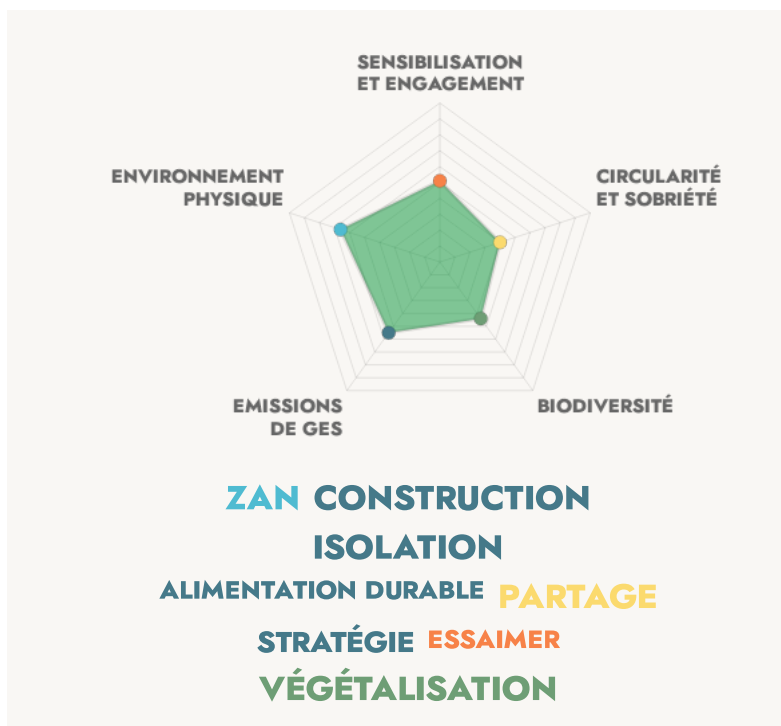 SENSIBILISATION
ET ENGAGEMENT
ENVIRONNEMENT
PHYSIQUE
CIRCULARITÉ
ET SOBRIÉTÉ
EMISSIONS
DE GES
BIODIVERSITÉ
ZAN CONSTRUCTION
ISOLATION
ALIMENTATION DURABLE PARTAGE
STRATÉGIE ESSAIMER
VÉGÉTALISATION